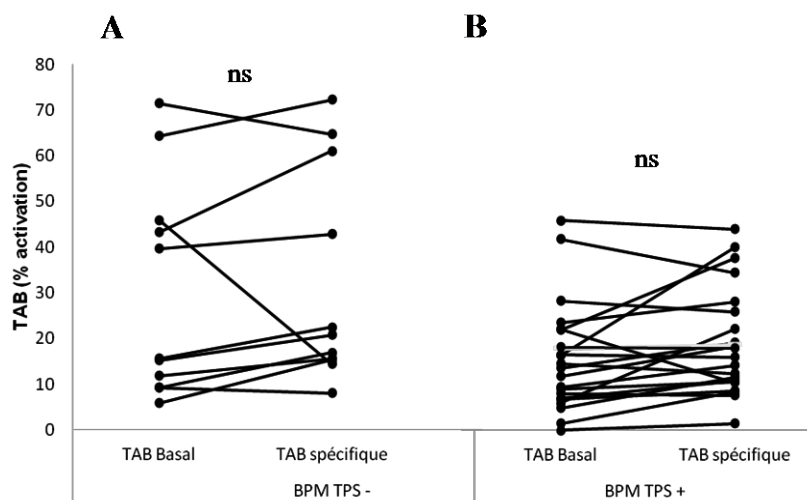 A
B
ns
ns
TAB (% activation)
80
70
60
50
40
30
20
10
0
TAB Basal
TAB spécifique
TAB Basal
TAB spécifique
BPM TPS -
BPM TPS +